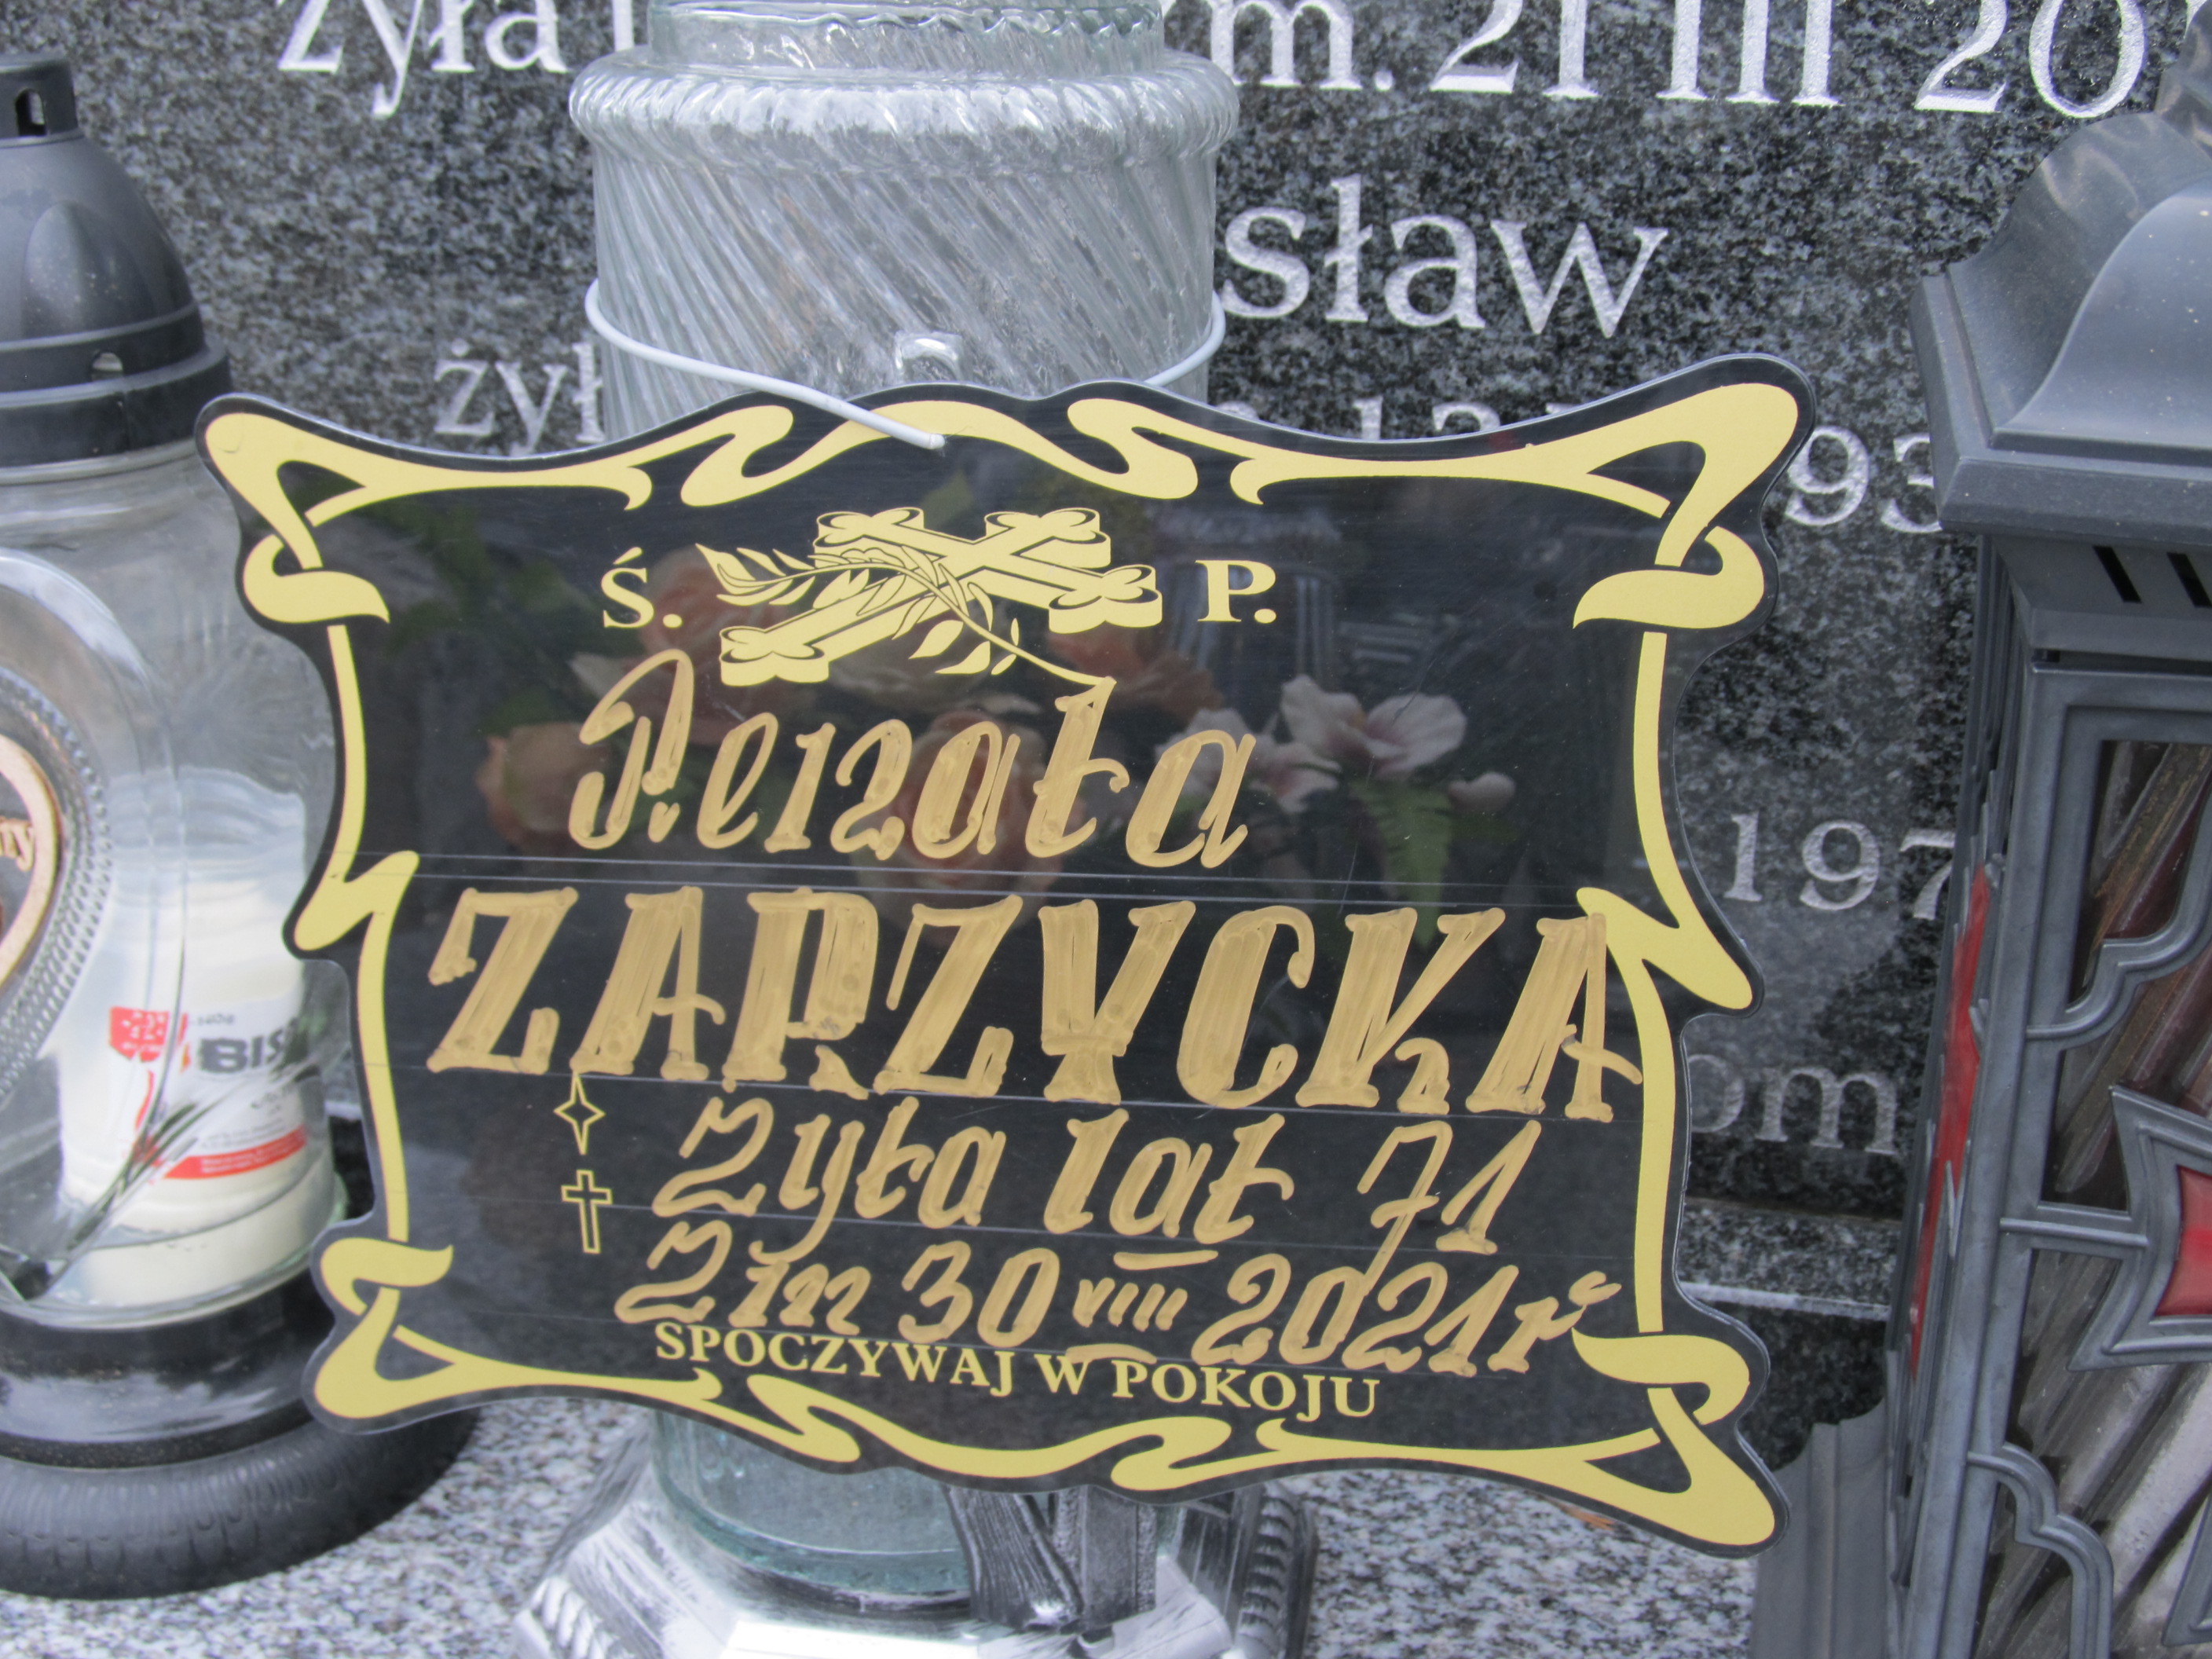 żyła
m. 21 III 20
sław
żył
93
197
om
BIS
Ś. P.
Renata
ZARZYCKA
Żyła lat 71
Zm 30 VIII 2021r
SPOCZYWAJ W POKOJU